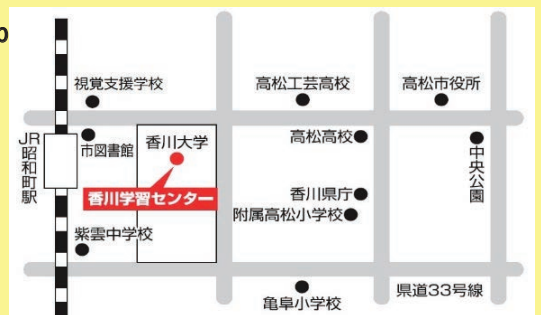 0
視覚支援学校
高松工芸高校
高松市役所
JR昭和町駅
市図書館
香川大学
高松高校
中央公園
香川学習センター
香川県庁
附属高松小学校
紫雲中学校
亀阜小学校
県道33号線